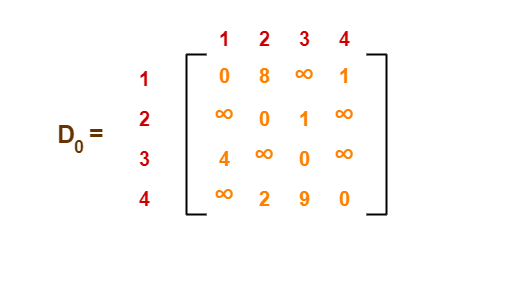 1 2 3 4
1 0 8 ∞ 1
2 ∞ 0 1 ∞
D0 =
3 4 ∞ 0 ∞
4 ∞ 2 9 0